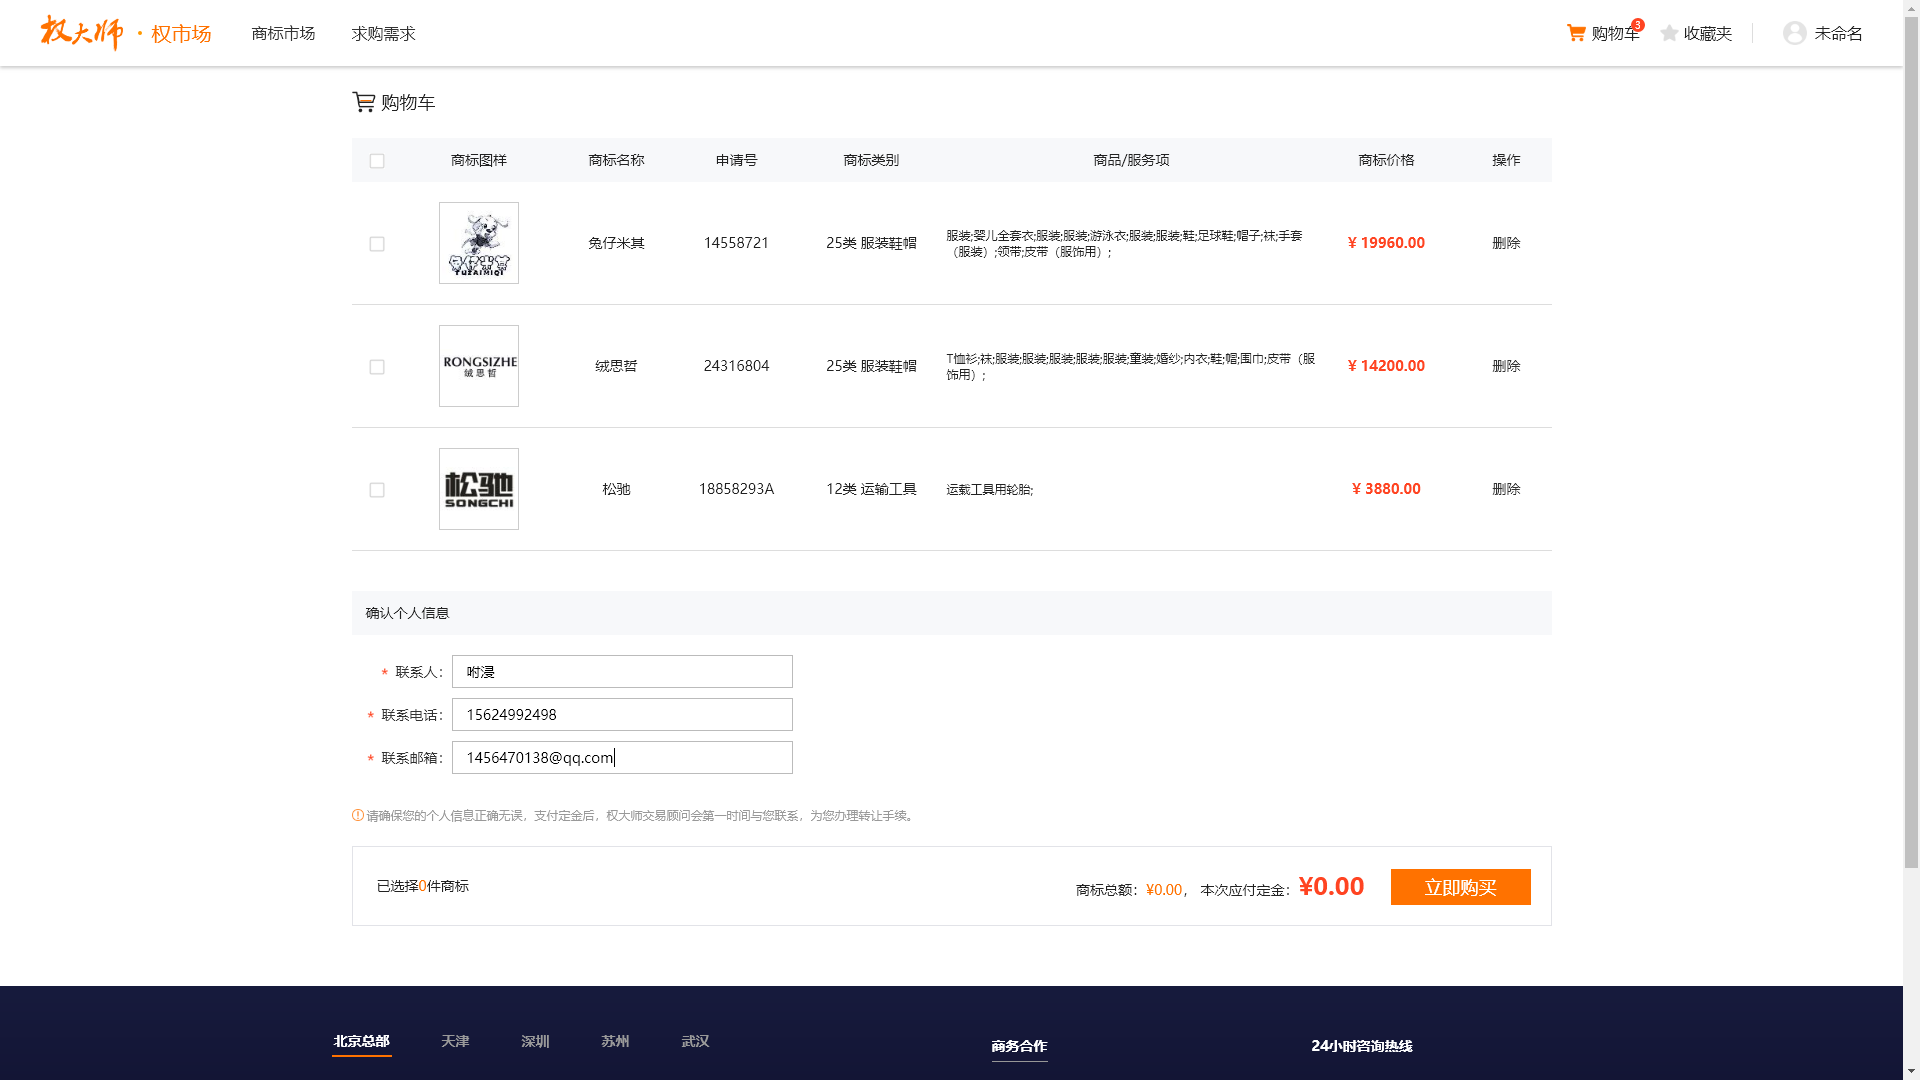 权大师 · 权市场 商标市场 求购需求 购物车 3 收藏夹 未命名
购物车
商标图样 商标名称 申请号 商标类别 商品/服务项 商标价格 操作
TUZAIMIQI 兔仔米其 14558721 25类 服装鞋帽 服装;婴儿全套衣;服装;服装;游泳衣;服装;服装;鞋;足球鞋;帽子;袜;手套
（服装）;领带;皮带（服饰用）; ¥ 19960.00 删除
RONGSIZHE
绒思哲 绒思哲 24316804 25类 服装鞋帽 T恤衫;袜;服装;服装;服装;服装;服装;童装;婚纱;内衣;鞋;帽;围巾;皮带（服
饰用）; ¥ 14200.00 删除
松驰
SONGCHI 松驰 18858293A 12类 运输工具 运载工具用轮胎; ¥ 3880.00 删除
确认个人信息
* 联系人： 咐浸
* 联系电话： 15624992498
* 联系邮箱： 1456470138@qq.com
请确保您的个人信息正确无误，支付定金后，权大师交易顾问会第一时间与您联系，为您办理转让手续。
已选择0件商标 商标总额：¥0.00， 本次应付定金：¥0.00 立即购买
北京总部 天津 深圳 苏州 武汉 商务合作 24小时咨询热线